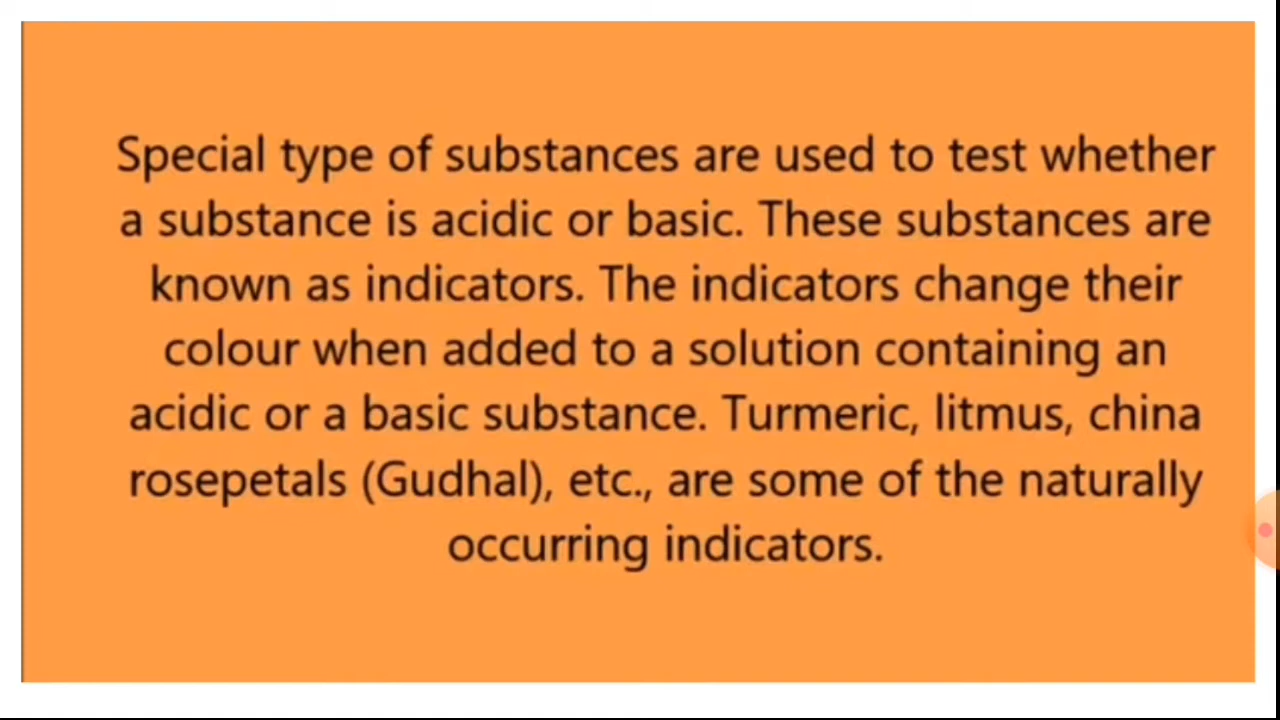 Special type of substances are used to test whether
a substance is acidic or basic. These substances are
known as indicators. The indicators change their
colour when added to a solution containing an
acidic or a basic substance. Turmeric, litmus, china
rosepetals (Gudhal), etc., are some of the naturally
occurring indicators.